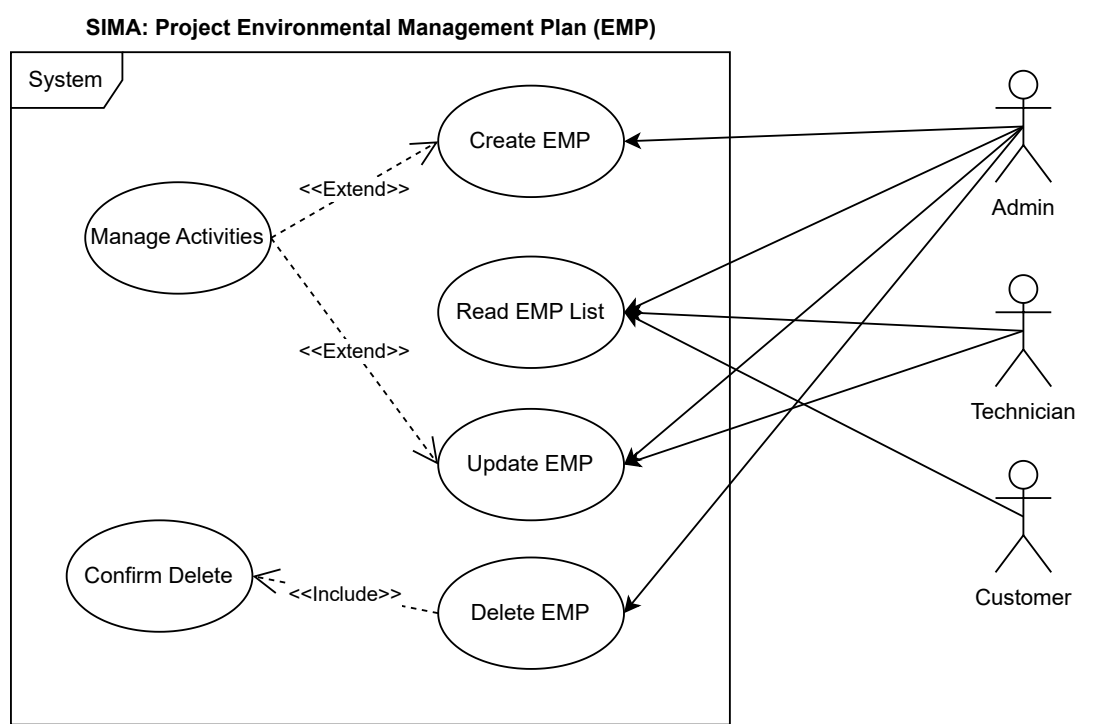 SIMA: Project Environmental Management Plan (EMP)
System
Create EMP
<<Extend>>
Manage Activities
Admin
Read EMP List
<<Extend>>
Technician
Update EMP
Confirm Delete
<<Include>>
Delete EMP
Customer